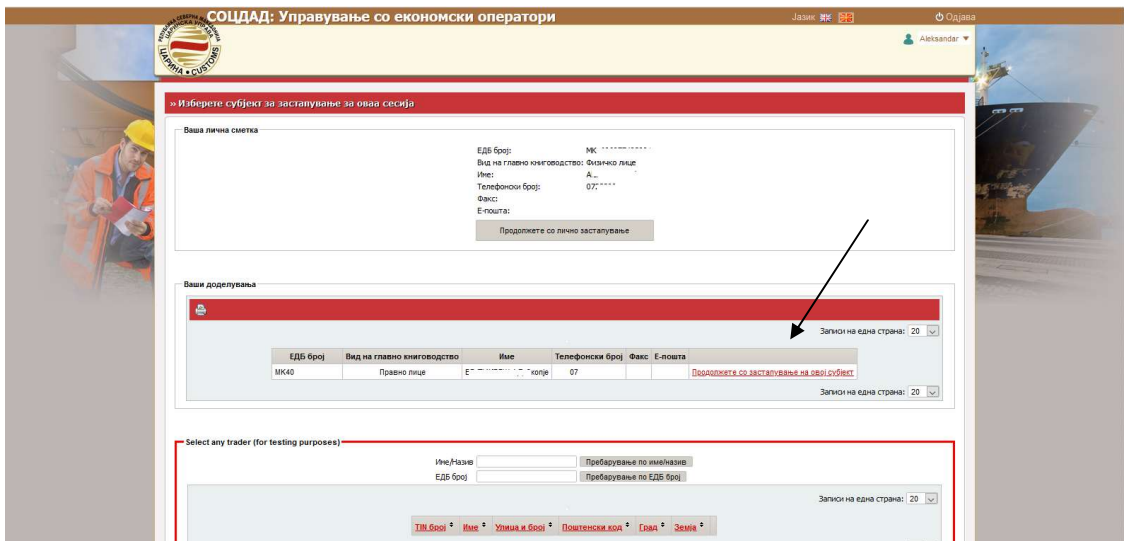 СОЦДАД: Управување со економски оператори
Јазик
Одјава
ЦАРИНА • CUSTOMS
Aleksandar
» Изберете субјект за застапување за оваа сесија
Ваша лична сметка
ЕДБ број: МК
Вид на главно книговодство: Физичко лице
Име: А
Телефонски број: 07
Факс:
Е-пошта:
Продолжете со лично застапување
Ваши доделувања
Записи на една страна: 20
ЕДБ број Вид на главно книговодство Име Телефонски број Факс Е-пошта
МК40 Правно лице 07 Продолжете со застапување на овој субјект
Записи на една страна: 20
Select any trader (for testing purposes)
Име/Назив Пребарување по име/назив
ЕДБ број Пребарување по ЕДБ број
Записи на една страна: 20
TIN број Име Улица и број Поштенски код Град Земја